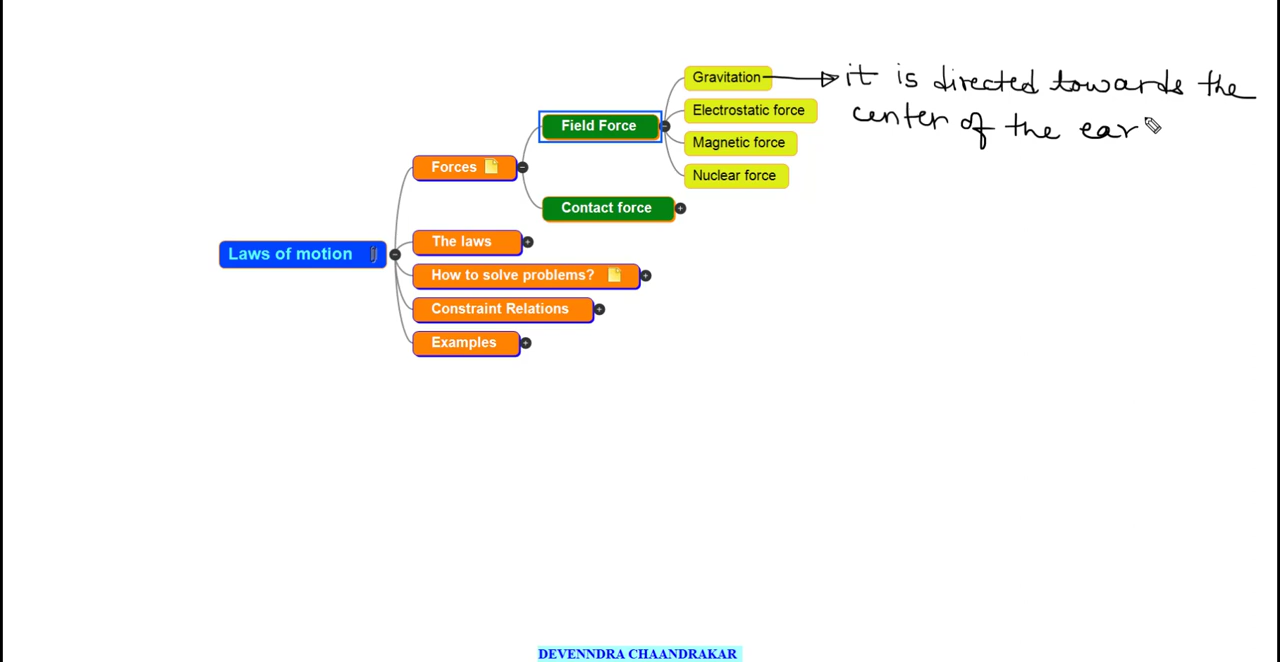 Gravitation
it is directed towards the
center of the ear
Electrostatic force
Field Force
Magnetic force
Forces
Nuclear force
Contact force
The laws
Laws of motion
How to solve problems?
Constraint Relations
Examples
DEVENNDRA CHAANDRAKAR